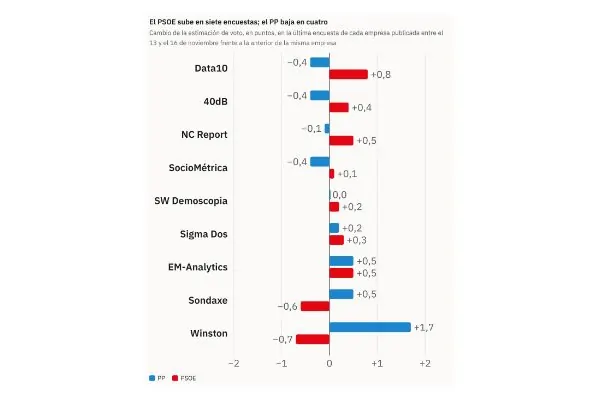 El PSOE sube en siete encuestas; el PP baja en cuatro
Cambio de la estimación de voto, en puntos, en la última encuesta de cada empresa publicada entre el
13 y el 16 de noviembre frente a la anterior de la misma empresa
Data10
−0,4
+0,8
40dB
−0,4
+0,4
NC Report
−0,1
+0,5
SocioMétrica
−0,4
+0,1
SW Demoscopia
0,0
+0,2
Sigma Dos
+0,2
+0,3
EM-Analytics
+0,5
+0,5
Sondaxe
+0,5
−0,6
Winston
+1,7
−0,7
−2 −1 0 +1 +2
PP PSOE